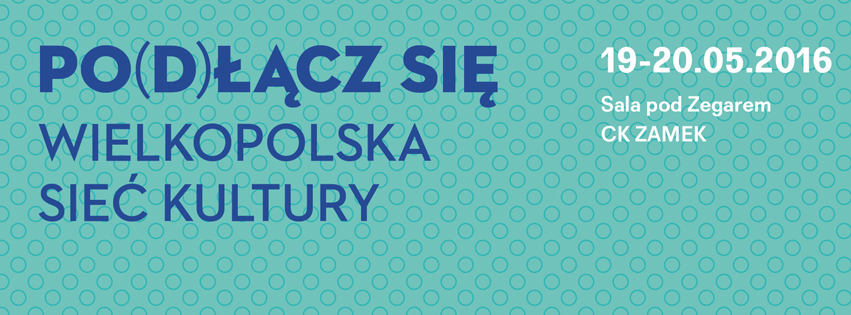 PO(D)ŁĄCZ SIĘ
WIELKOPOLSKA
SIEĆ KULTURY
19-20.05.2016
Sala pod Zegarem
CK ZAMEK